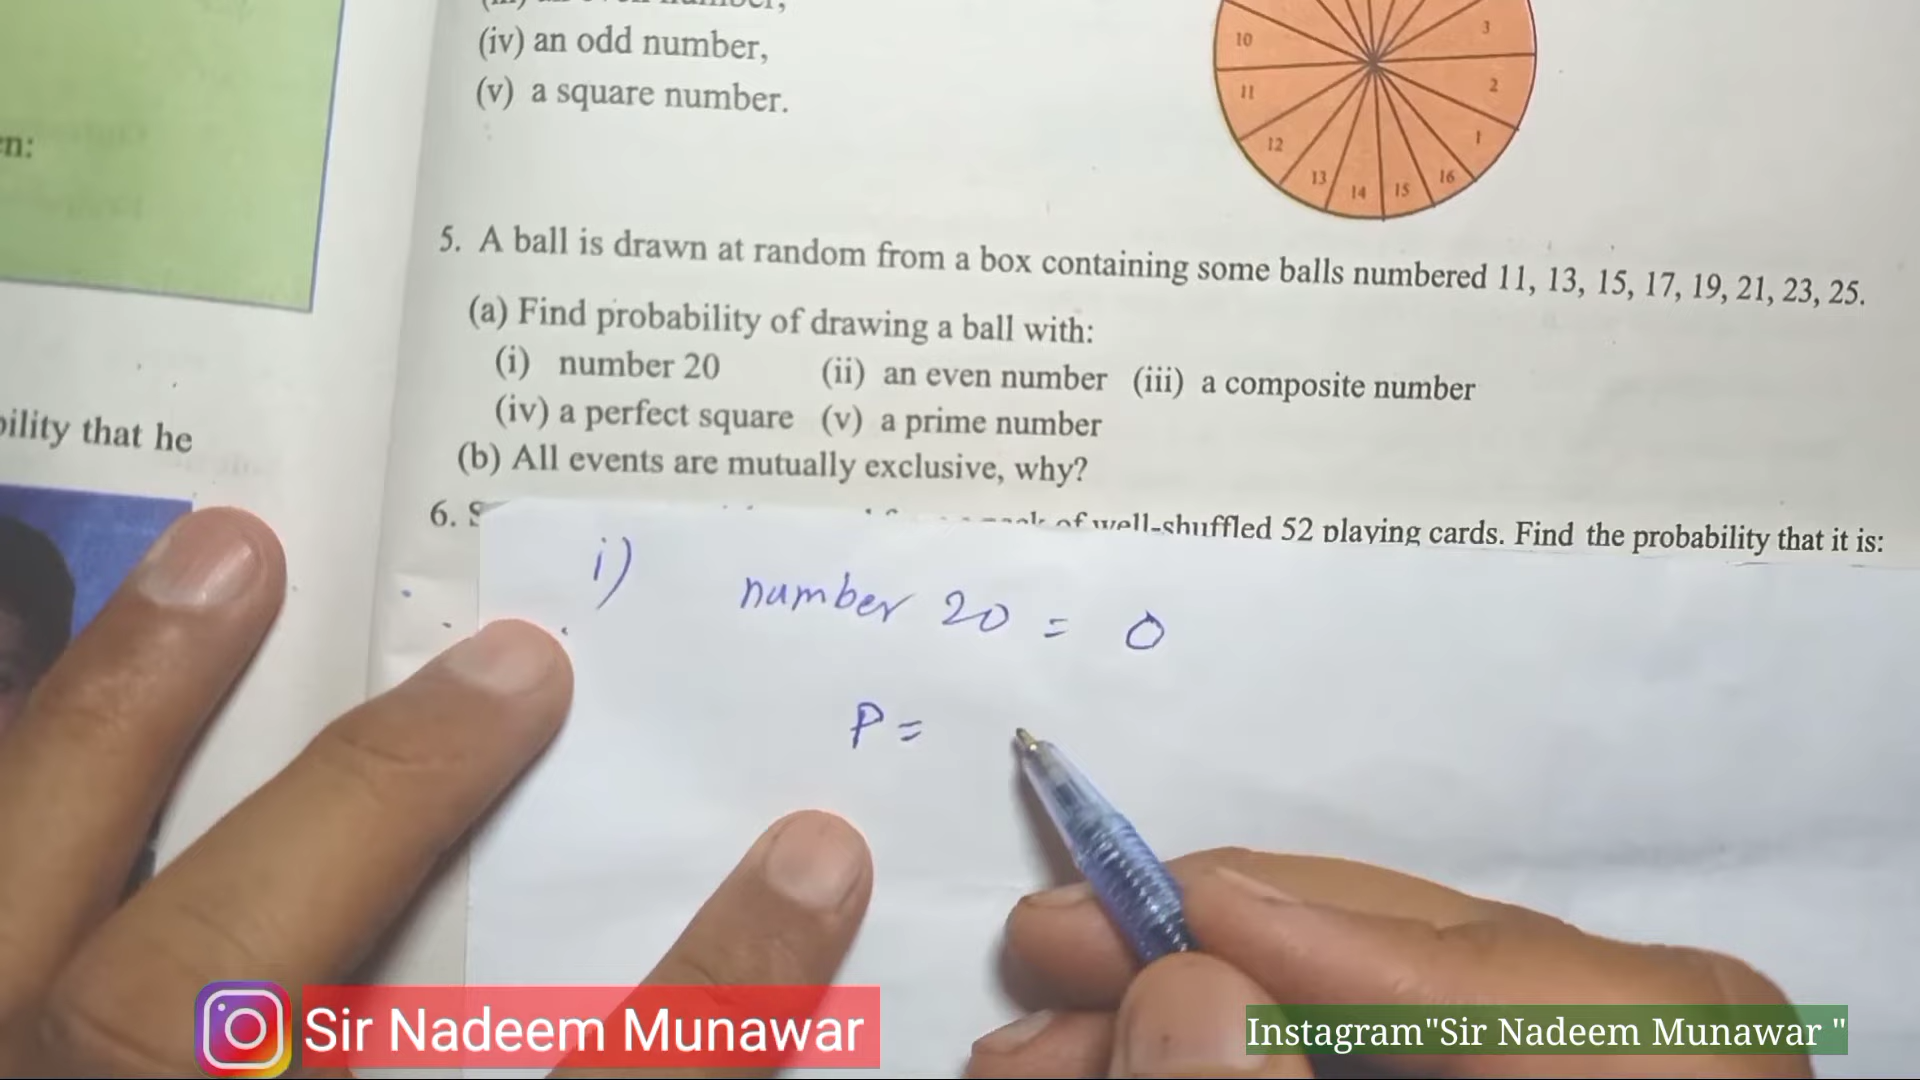 (iv) an odd number,
(v) a square number.
10
11
12
13
14
15
16
1
2
3
en:
5. A ball is drawn at random from a box containing some balls numbered 11, 13, 15, 17, 19, 21, 23, 25.
(a) Find probability of drawing a ball with:
(i) number 20 (ii) an even number (iii) a composite number
(iv) a perfect square (v) a prime number
(b) All events are mutually exclusive, why?
bility that he
6. of well-shuffled 52 playing cards. Find the probability that it is:
i) number 20 = 0
P =
Sir Nadeem Munawar
Instagram"Sir Nadeem Munawar "